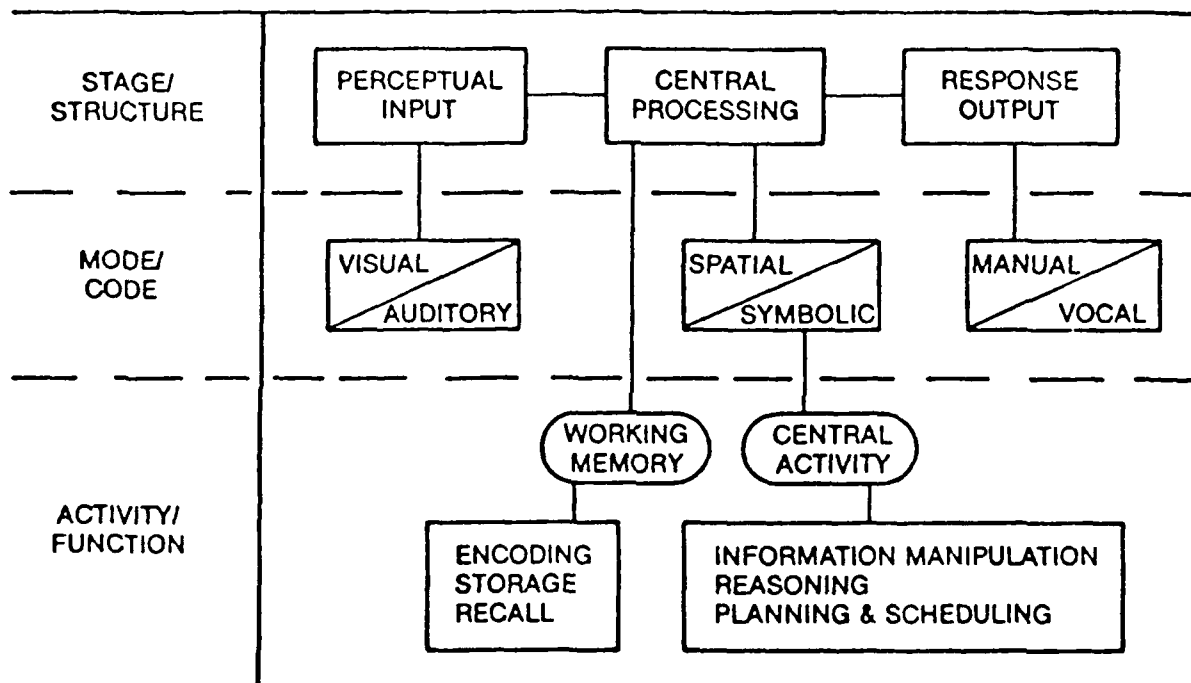 STAGE/
STRUCTURE
PERCEPTUAL
INPUT
CENTRAL
PROCESSING
RESPONSE
OUTPUT
MODE/
CODE
VISUAL
AUDITORY
SPATIAL
SYMBOLIC
MANUAL
VOCAL
ACTIVITY/
FUNCTION
WORKING
MEMORY
CENTRAL
ACTIVITY
ENCODING
STORAGE
RECALL
INFORMATION MANIPULATION
REASONING
PLANNING & SCHEDULING